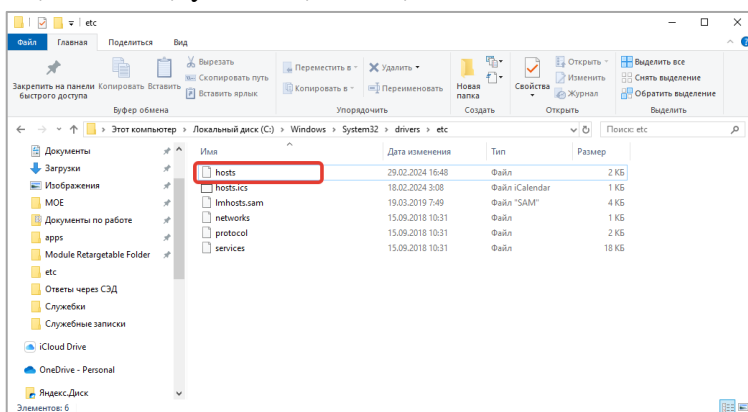 etc
Файл Главная Поделиться Вид
Закрепить на панели быстрого доступа
Копировать
Вставить
Вырезать
Скопировать путь
Вставить ярлык
Буфер обмена
Переместить в
Копировать в
Удалить
Переименовать
Упорядочить
Новая папка
Создать
Свойства
Открыть
Изменить
Журнал
Открыть
Выделить все
Снять выделение
Обратить выделение
Выделить
Этот компьютер › Локальный диск (C:) › Windows › System32 › drivers › etc
Поиск: etc
Документы
Загрузки
Изображения
MOE
Документы по работе
apps
Module Retargetable Folder
etc
Ответы через СЭД
Служебки
Служебные записки
iCloud Drive
OneDrive - Personal
Яндекс.Диск
Имя Дата изменения Тип Размер
hosts 29.02.2024 16:48 Файл 2 КБ
hosts.ics 18.02.2024 3:08 Файл iCalendar 1 КБ
lmhosts.sam 19.03.2019 7:49 Файл "SAM" 4 КБ
networks 15.09.2018 10:31 Файл 1 КБ
protocol 15.09.2018 10:31 Файл 2 КБ
services 15.09.2018 10:31 Файл 18 КБ
Элементов: 6